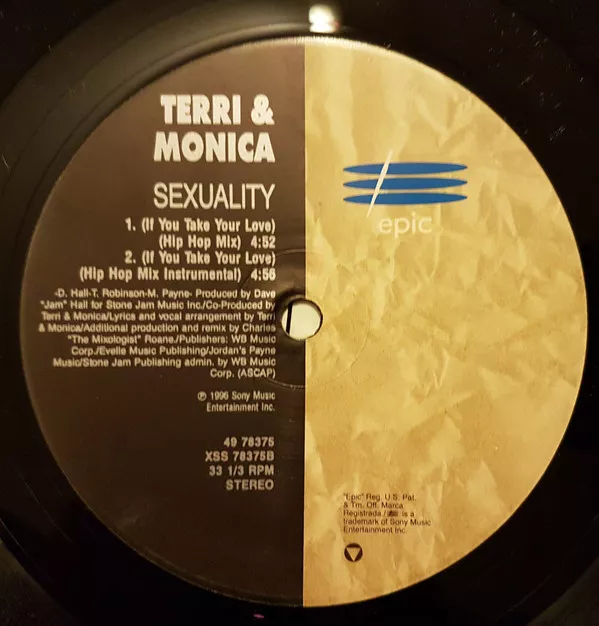 TERRI &
MONICA
SEXUALITY
1. (If You Take Your Love)
(Hip Hop Mix) 4:52
2. (If You Take Your Love)
(Hip Hop Mix Instrumental) 4:56
-D. Hall-T. Robinson-M. Payne- Produced by Dave
"Jam" Hall for Stone Jam Music Inc./Co-Produced by
Terri & Monica/Lyrics and vocal arrangement by Terri
& Monica/Additional production and remix by Charles
"The Mixologist" Roane./Publishers: WB Music
Corp./Evelle Music Publishing/Jordan's Payne
Music/Stone Jam Publishing admin. by WB Music
Corp. (ASCAP)
℗ 1996 Sony Music
Entertainment Inc.
49 78375
XSS 78375B
33 1/3 RPM
STEREO
epic
"Epic" Reg. U.S. Pat.
& Tm. Off. Marca
Registrada./ is a
trademark of Sony Music
Entertainment Inc.